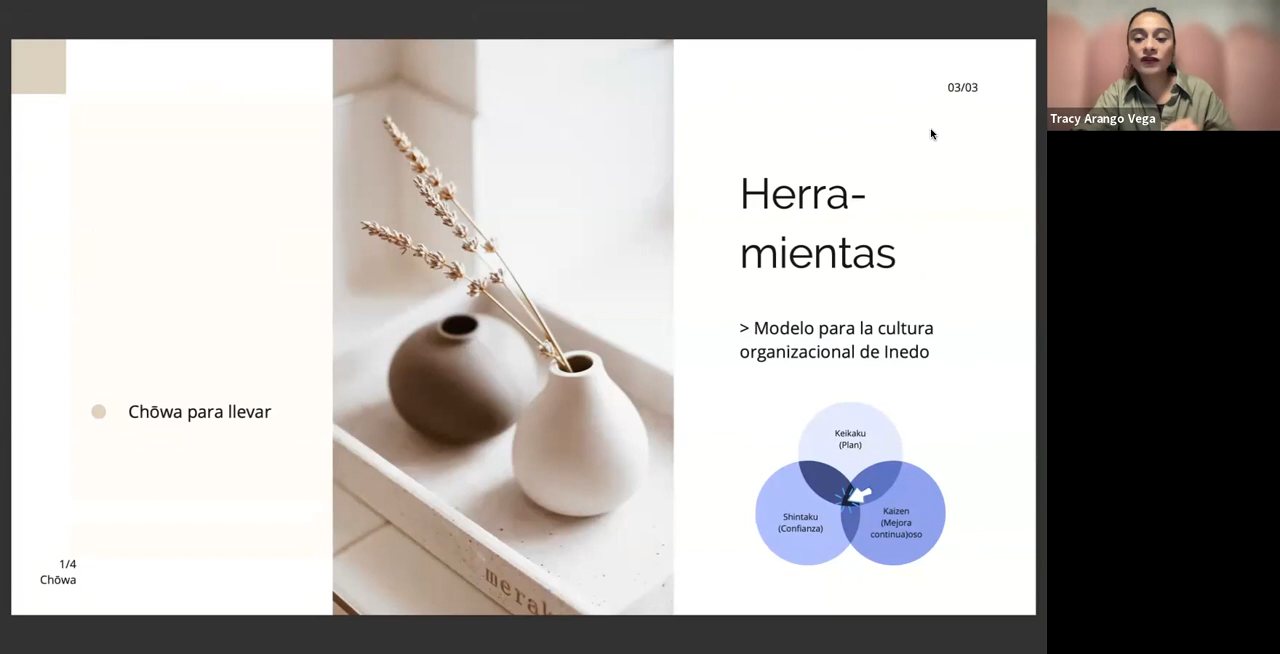 03/03
Herra-
mientas
> Modelo para la cultura
organizacional de Inedo
Keikaku
(Plan)
Shintaku
(Confianza)
Kaizen
(Mejora
continua)oso
Chōwa para llevar
1/4
Chōwa
merak
Tracy Arango Vega